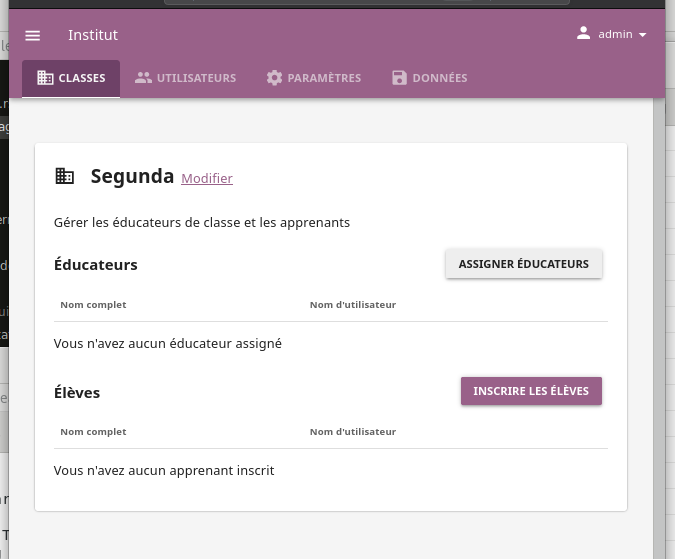 Institut
admin
CLASSES UTILISATEURS PARAMÈTRES DONNÉES
Segunda Modifier
Gérer les éducateurs de classe et les apprenants
Éducateurs ASSIGNER ÉDUCATEURS
Nom complet Nom d'utilisateur
Vous n'avez aucun éducateur assigné
Élèves INSCRIRE LES ÉLÈVES
Nom complet Nom d'utilisateur
Vous n'avez aucun apprenant inscrit